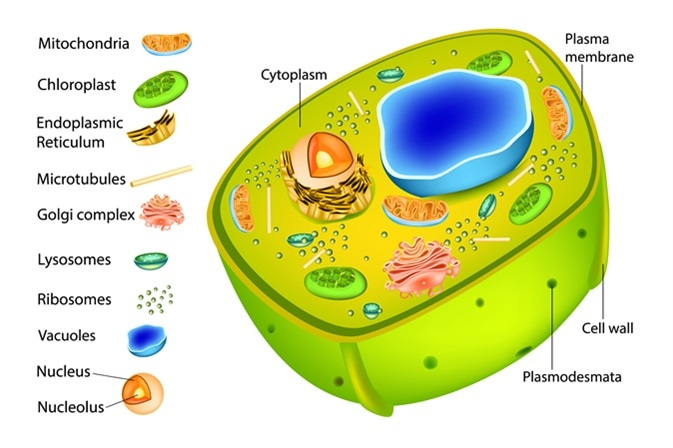 Mitochondria
Chloroplast
Endoplasmic
Reticulum
Microtubules
Golgi complex
Lysosomes
Ribosomes
Vacuoles
Nucleus
Nucleolus
Cytoplasm
Plasma
membrane
Cell wall
Plasmodesmata